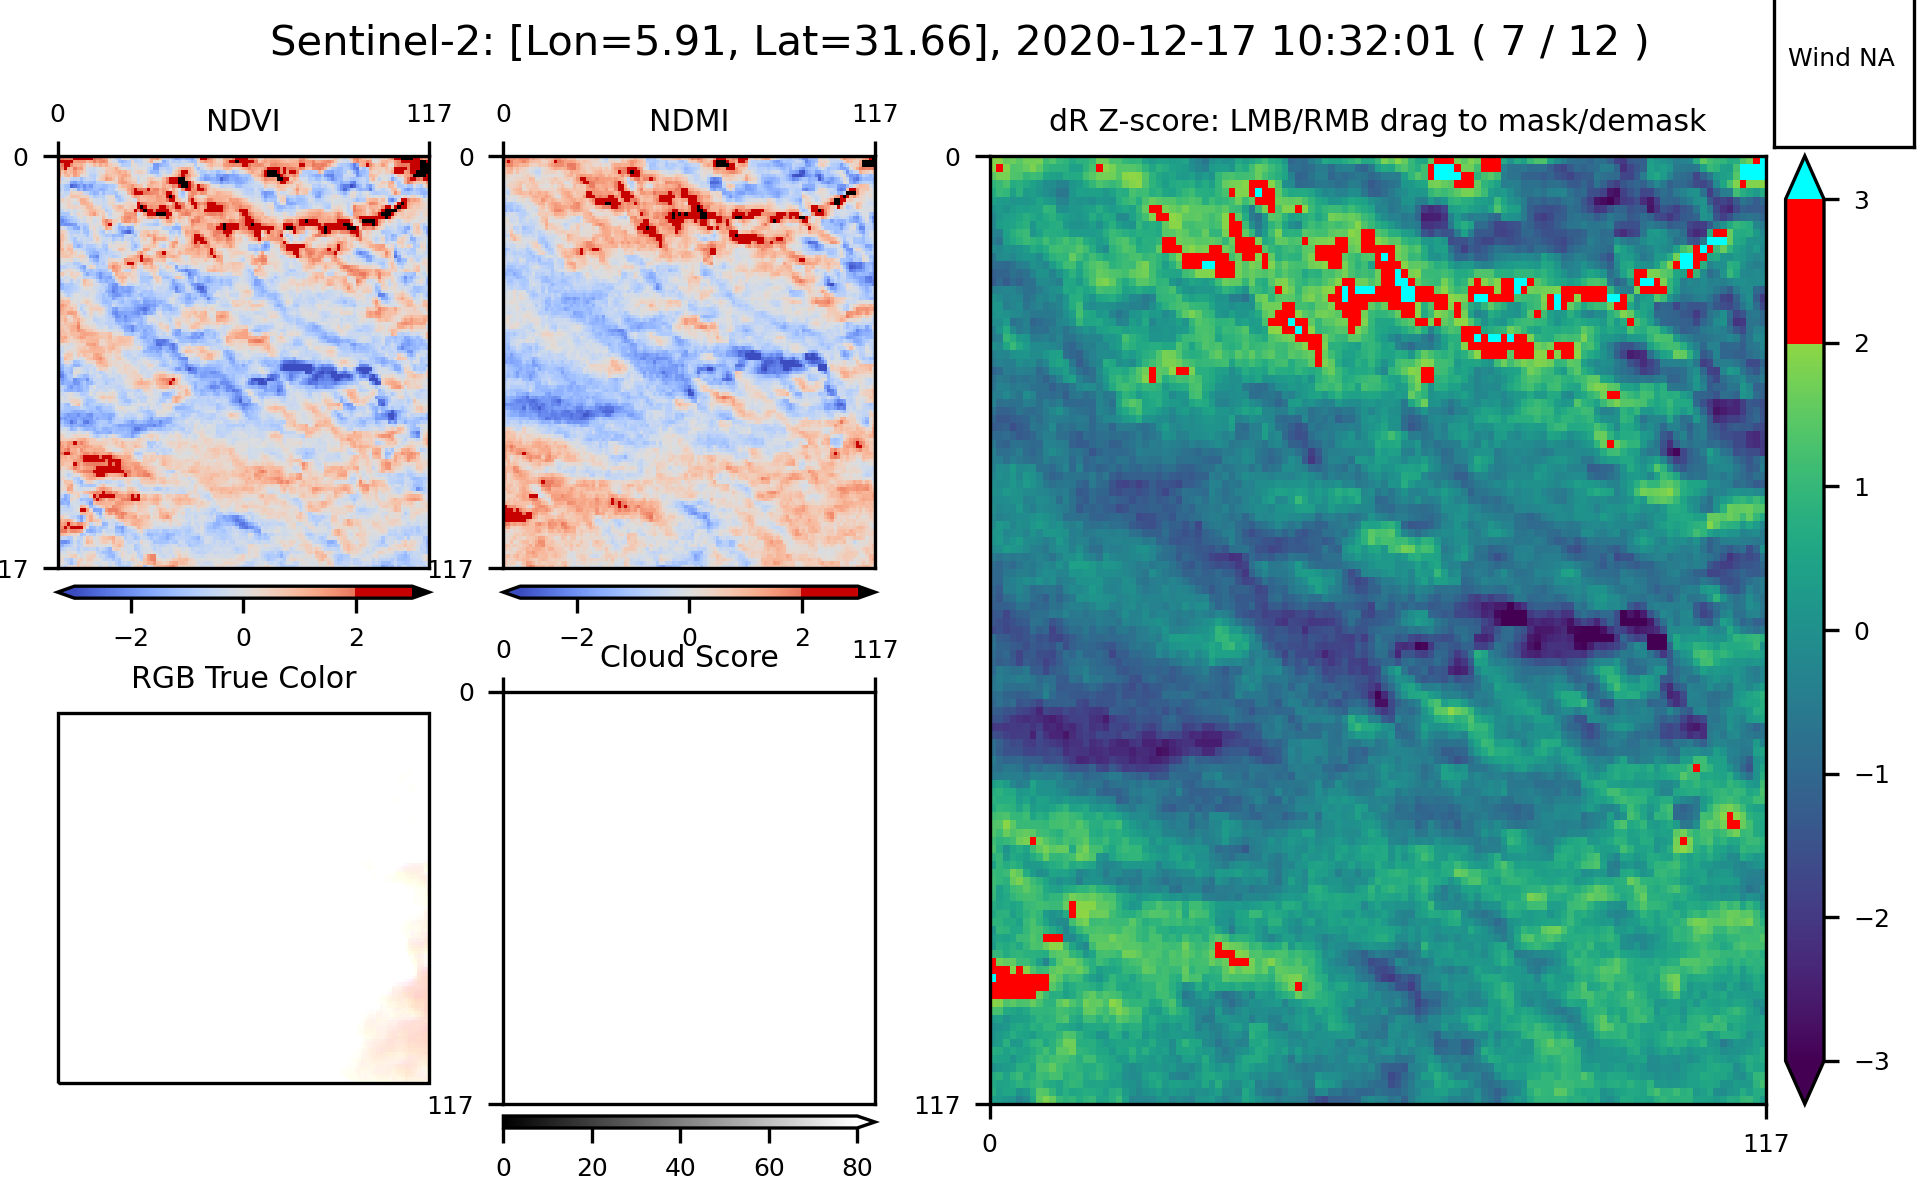 Sentinel-2: [Lon=5.91, Lat=31.66], 2020-12-17 10:32:01 ( 7 / 12 )
Wind NA
0 117
NDVI
0
17
−2 0 2
0 117
NDMI
0
117
−2 0 2
dR Z-score: LMB/RMB drag to mask/demask
0
117
0 117
3
2
1
0
−1
−2
−3
RGB True Color
0 117
Cloud Score
0
117
0 20 40 60 80